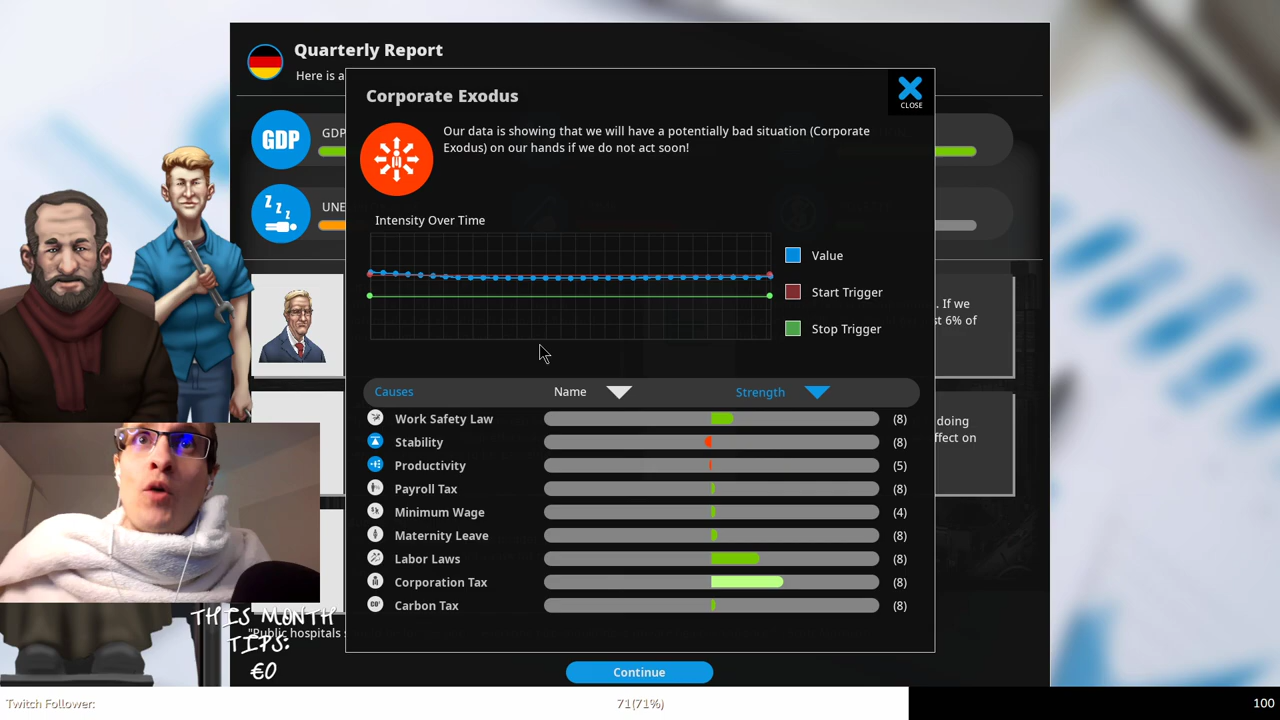 Quarterly Report
Here is a
Corporate Exodus
CLOSE
Our data is showing that we will have a potentially bad situation (Corporate
Exodus) on our hands if we do not act soon!
GDP
GDP
Z Z Z
UNE
Intensity Over Time
Value
Start Trigger
Stop Trigger
. If we
st 6% of
doing
ffect on
Causes
Name
Strength
Work Safety Law (8)
Stability (8)
Productivity (5)
Payroll Tax (8)
Minimum Wage (4)
Maternity Leave (8)
Labor Laws (8)
Corporation Tax (8)
Carbon Tax (8)
THIS MONTH
TIPS:
€0
"Public hospitals
Continue
Twitch Follower:
71(71%)
100